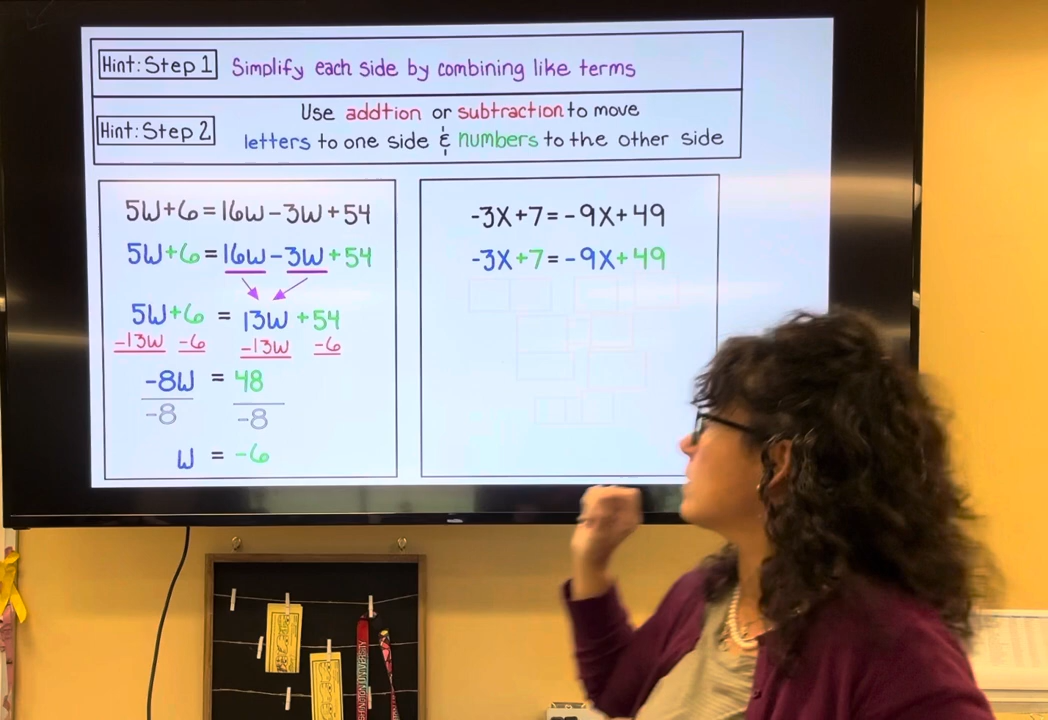 Hint: Step 1 Simplify each side by combining like terms
Hint: Step 2 Use addtion or subtraction to move
letters to one side & numbers to the other side
5W+6=16W-3W+54
5W+6=16W-3W+54
5W+6 = 13W +54
-13W -6 -13W -6
-8W = 48
-8 -8
W = -6
-3X+7=-9X+49
-3X+7=-9X+49